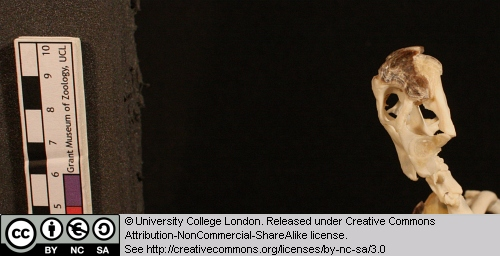 10
9
8
7
6
5
Grant Museum of Zoology, UCL
cc BY NC SA
© University College London. Released under Creative Commons
Attribution-NonCommercial-ShareAlike license.
See http://creativecommons.org/licenses/by-nc-sa/3.0